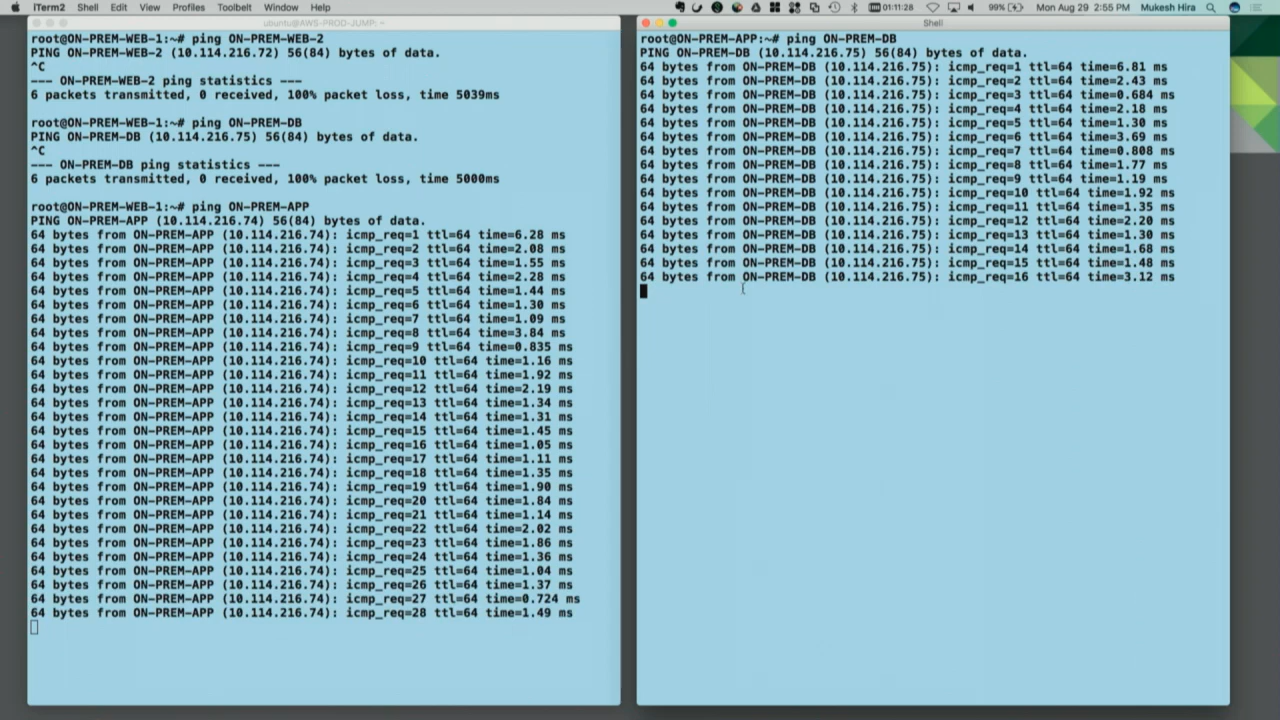 iTerm2 Shell Edit View Profiles Toolbelt Window Help 01:11:28 99% Mon Aug 29 2:55 PM Mukesh Hira
ubuntu@AWS-PROD-JUMP: ~
root@ON-PREM-WEB-1:~# ping ON-PREM-WEB-2
PING ON-PREM-WEB-2 (10.114.216.72) 56(84) bytes of data.
^C
--- ON-PREM-WEB-2 ping statistics ---
6 packets transmitted, 0 received, 100% packet loss, time 5039ms
root@ON-PREM-WEB-1:~# ping ON-PREM-DB
PING ON-PREM-DB (10.114.216.75) 56(84) bytes of data.
^C
--- ON-PREM-DB ping statistics ---
6 packets transmitted, 0 received, 100% packet loss, time 5000ms
root@ON-PREM-WEB-1:~# ping ON-PREM-APP
PING ON-PREM-APP (10.114.216.74) 56(84) bytes of data.
64 bytes from ON-PREM-APP (10.114.216.74): icmp_req=1 ttl=64 time=6.28 ms
64 bytes from ON-PREM-APP (10.114.216.74): icmp_req=2 ttl=64 time=2.08 ms
64 bytes from ON-PREM-APP (10.114.216.74): icmp_req=3 ttl=64 time=1.55 ms
64 bytes from ON-PREM-APP (10.114.216.74): icmp_req=4 ttl=64 time=2.28 ms
64 bytes from ON-PREM-APP (10.114.216.74): icmp_req=5 ttl=64 time=1.44 ms
64 bytes from ON-PREM-APP (10.114.216.74): icmp_req=6 ttl=64 time=1.30 ms
64 bytes from ON-PREM-APP (10.114.216.74): icmp_req=7 ttl=64 time=1.09 ms
64 bytes from ON-PREM-APP (10.114.216.74): icmp_req=8 ttl=64 time=3.84 ms
64 bytes from ON-PREM-APP (10.114.216.74): icmp_req=9 ttl=64 time=0.835 ms
64 bytes from ON-PREM-APP (10.114.216.74): icmp_req=10 ttl=64 time=1.16 ms
64 bytes from ON-PREM-APP (10.114.216.74): icmp_req=11 ttl=64 time=1.92 ms
64 bytes from ON-PREM-APP (10.114.216.74): icmp_req=12 ttl=64 time=2.19 ms
64 bytes from ON-PREM-APP (10.114.216.74): icmp_req=13 ttl=64 time=1.34 ms
64 bytes from ON-PREM-APP (10.114.216.74): icmp_req=14 ttl=64 time=1.31 ms
64 bytes from ON-PREM-APP (10.114.216.74): icmp_req=15 ttl=64 time=1.45 ms
64 bytes from ON-PREM-APP (10.114.216.74): icmp_req=16 ttl=64 time=1.05 ms
64 bytes from ON-PREM-APP (10.114.216.74): icmp_req=17 ttl=64 time=1.11 ms
64 bytes from ON-PREM-APP (10.114.216.74): icmp_req=18 ttl=64 time=1.35 ms
64 bytes from ON-PREM-APP (10.114.216.74): icmp_req=19 ttl=64 time=1.90 ms
64 bytes from ON-PREM-APP (10.114.216.74): icmp_req=20 ttl=64 time=1.84 ms
64 bytes from ON-PREM-APP (10.114.216.74): icmp_req=21 ttl=64 time=1.14 ms
64 bytes from ON-PREM-APP (10.114.216.74): icmp_req=22 ttl=64 time=2.02 ms
64 bytes from ON-PREM-APP (10.114.216.74): icmp_req=23 ttl=64 time=1.86 ms
64 bytes from ON-PREM-APP (10.114.216.74): icmp_req=24 ttl=64 time=1.36 ms
64 bytes from ON-PREM-APP (10.114.216.74): icmp_req=25 ttl=64 time=1.04 ms
64 bytes from ON-PREM-APP (10.114.216.74): icmp_req=26 ttl=64 time=1.37 ms
64 bytes from ON-PREM-APP (10.114.216.74): icmp_req=27 ttl=64 time=0.724 ms
64 bytes from ON-PREM-APP (10.114.216.74): icmp_req=28 ttl=64 time=1.49 ms
Shell
root@ON-PREM-APP:~# ping ON-PREM-DB
PING ON-PREM-DB (10.114.216.75) 56(84) bytes of data.
64 bytes from ON-PREM-DB (10.114.216.75): icmp_req=1 ttl=64 time=6.81 ms
64 bytes from ON-PREM-DB (10.114.216.75): icmp_req=2 ttl=64 time=2.43 ms
64 bytes from ON-PREM-DB (10.114.216.75): icmp_req=3 ttl=64 time=0.684 ms
64 bytes from ON-PREM-DB (10.114.216.75): icmp_req=4 ttl=64 time=2.18 ms
64 bytes from ON-PREM-DB (10.114.216.75): icmp_req=5 ttl=64 time=1.30 ms
64 bytes from ON-PREM-DB (10.114.216.75): icmp_req=6 ttl=64 time=3.69 ms
64 bytes from ON-PREM-DB (10.114.216.75): icmp_req=7 ttl=64 time=0.808 ms
64 bytes from ON-PREM-DB (10.114.216.75): icmp_req=8 ttl=64 time=1.77 ms
64 bytes from ON-PREM-DB (10.114.216.75): icmp_req=9 ttl=64 time=1.19 ms
64 bytes from ON-PREM-DB (10.114.216.75): icmp_req=10 ttl=64 time=1.92 ms
64 bytes from ON-PREM-DB (10.114.216.75): icmp_req=11 ttl=64 time=1.35 ms
64 bytes from ON-PREM-DB (10.114.216.75): icmp_req=12 ttl=64 time=2.20 ms
64 bytes from ON-PREM-DB (10.114.216.75): icmp_req=13 ttl=64 time=1.30 ms
64 bytes from ON-PREM-DB (10.114.216.75): icmp_req=14 ttl=64 time=1.68 ms
64 bytes from ON-PREM-DB (10.114.216.75): icmp_req=15 ttl=64 time=1.48 ms
64 bytes from ON-PREM-DB (10.114.216.75): icmp_req=16 ttl=64 time=3.12 ms